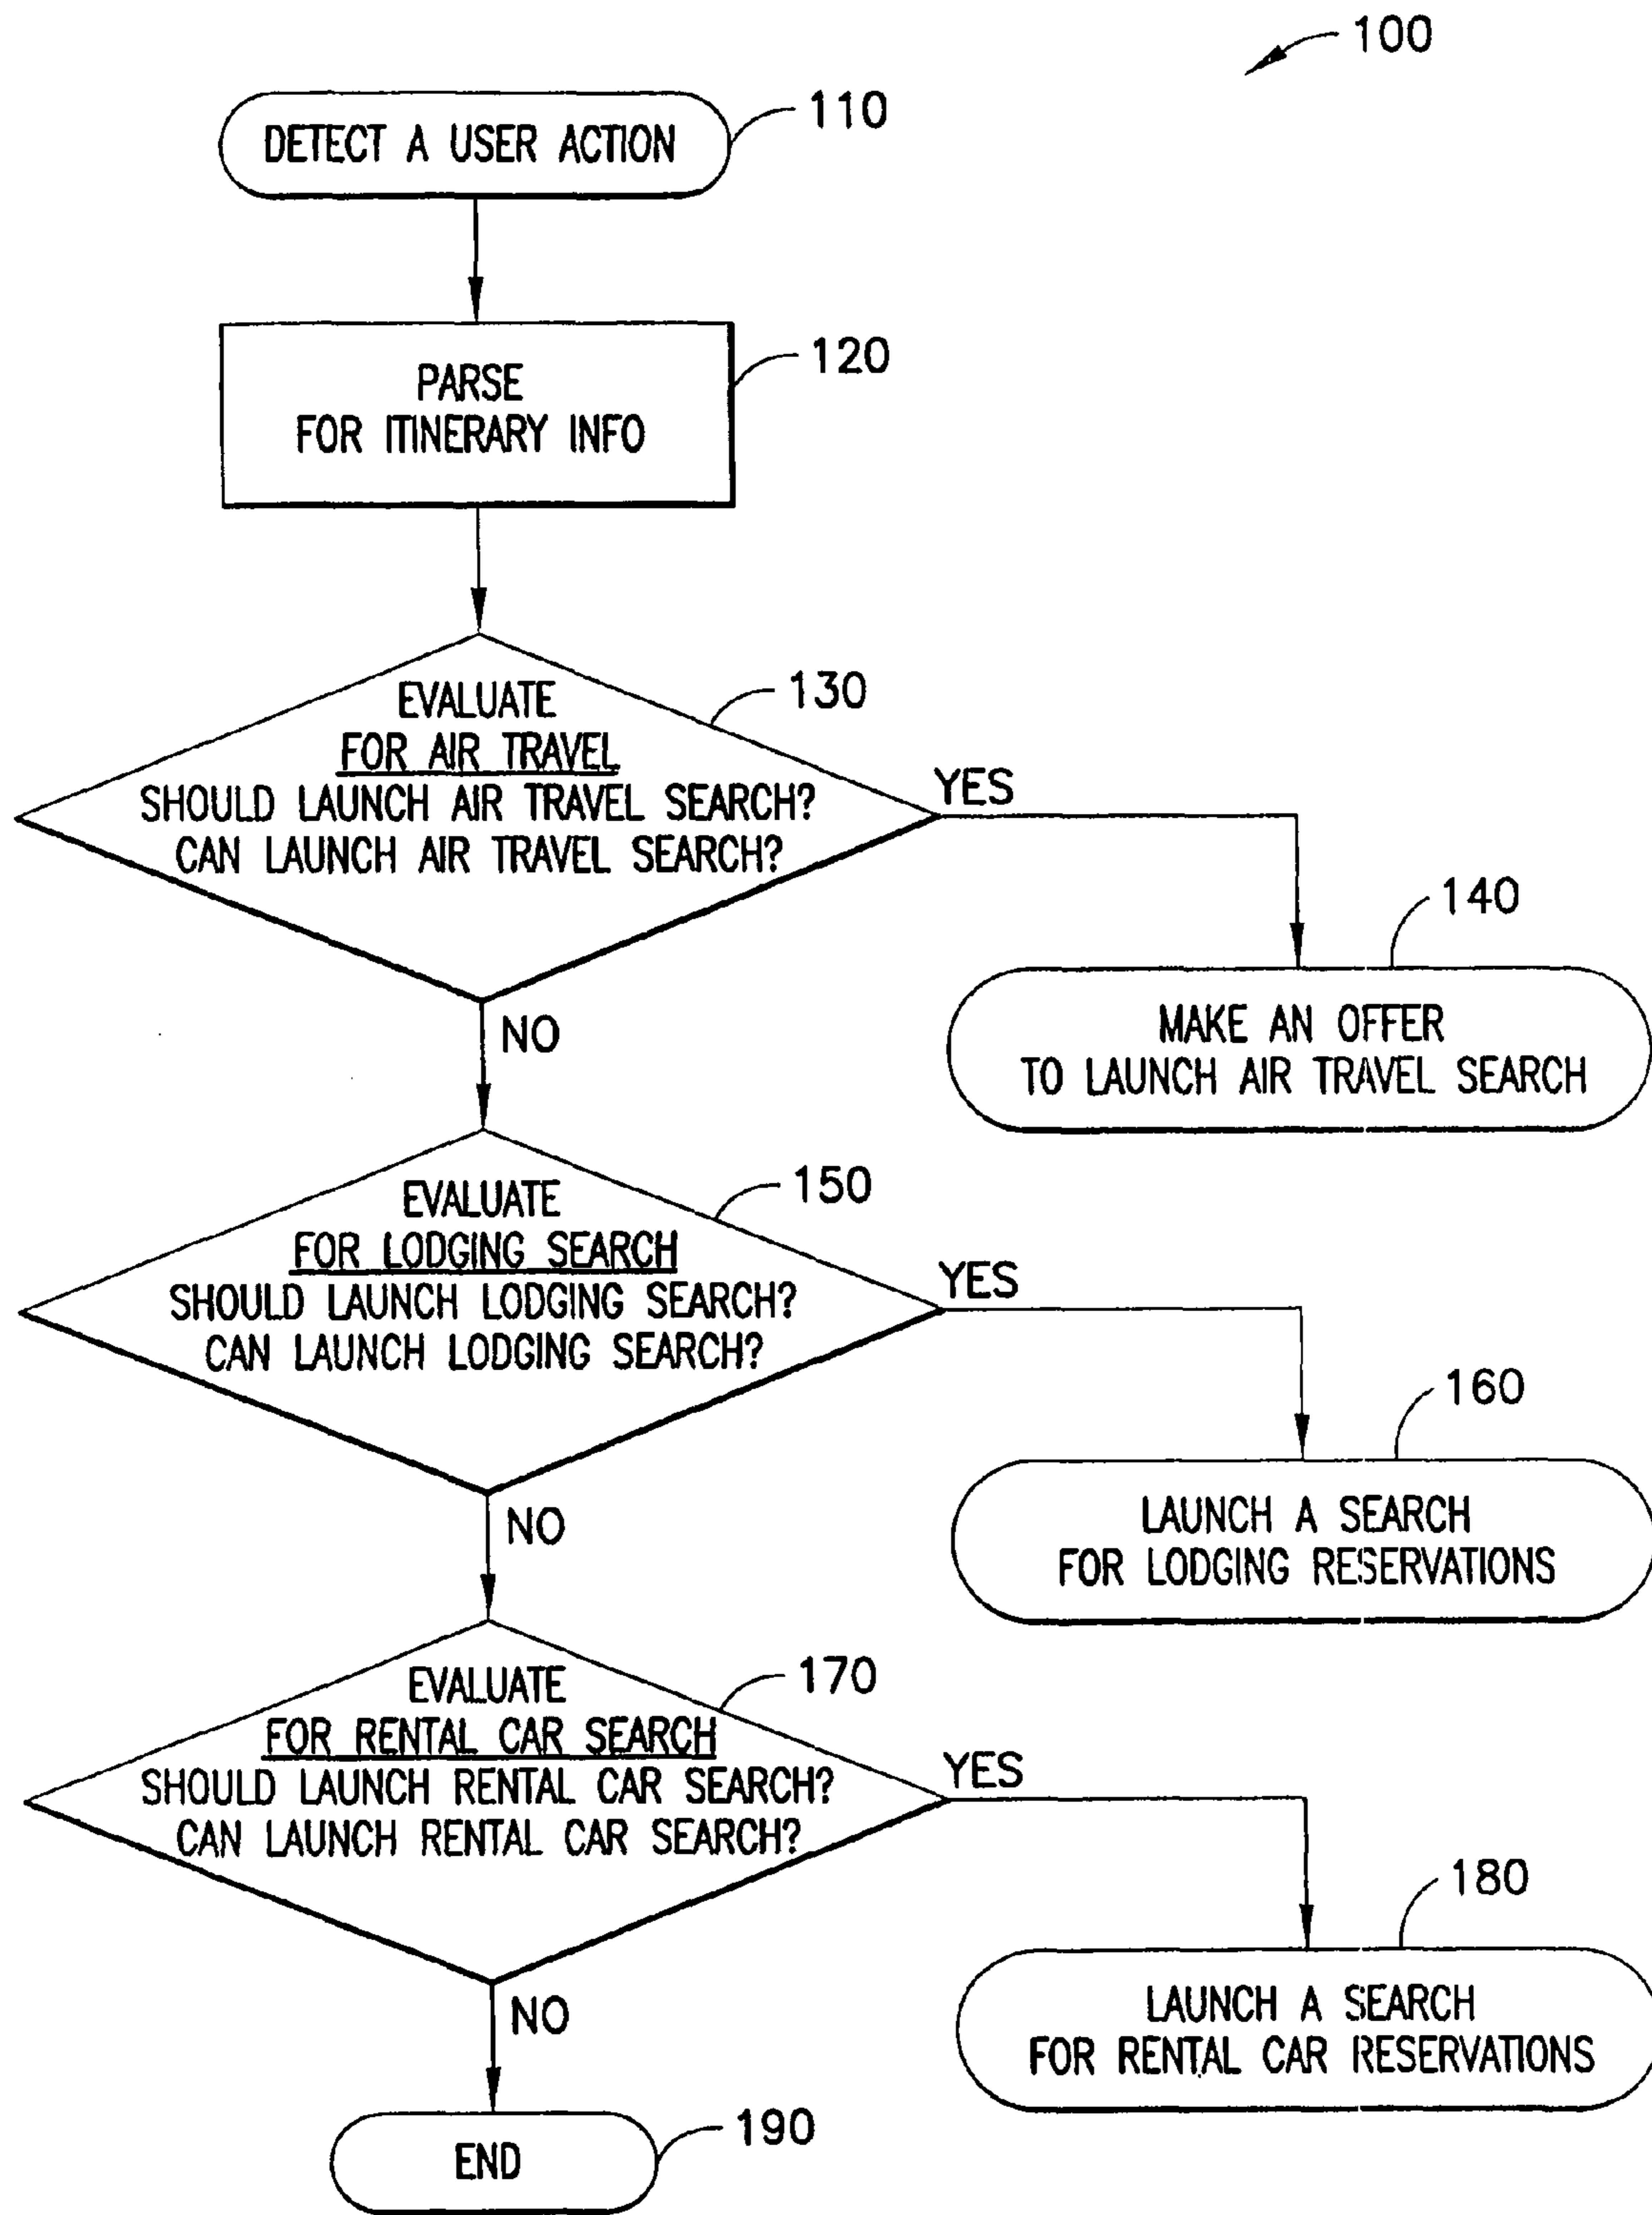 100
110
DETECT A USER ACTION
120
PARSE
FOR ITINERARY INFO
130
EVALUATE
FOR AIR TRAVEL
SHOULD LAUNCH AIR TRAVEL SEARCH?
CAN LAUNCH AIR TRAVEL SEARCH?
YES
NO
140
MAKE AN OFFER
TO LAUNCH AIR TRAVEL SEARCH
150
EVALUATE
FOR LODGING SEARCH
SHOULD LAUNCH LODGING SEARCH?
CAN LAUNCH LODGING SEARCH?
YES
NO
160
LAUNCH A SEARCH
FOR LODGING RESERVATIONS
170
EVALUATE
FOR RENTAL CAR SEARCH
SHOULD LAUNCH RENTAL CAR SEARCH?
CAN LAUNCH RENTAL CAR SEARCH?
YES
NO
180
LAUNCH A SEARCH
FOR RENTAL CAR RESERVATIONS
190
END